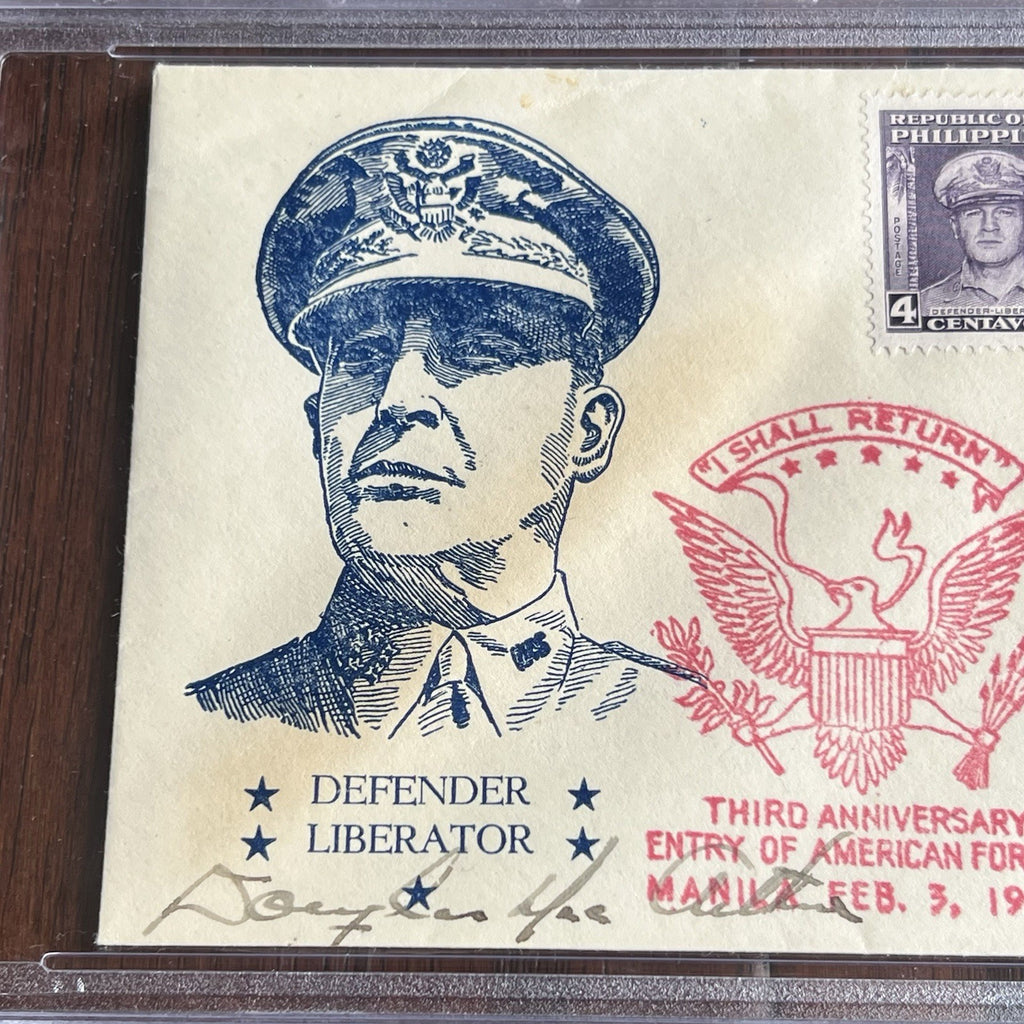 REPUBLIC O
PHILIPPI
POSTAGE
4
DEFENDER-LIBER
CENTAV
"I SHALL RETURN"
US
DEFENDER
LIBERATOR
THIRD ANNIVERSARY
ENTRY OF AMERICAN FOR
MANILA FEB. 3, 19
Douglas MacArthur